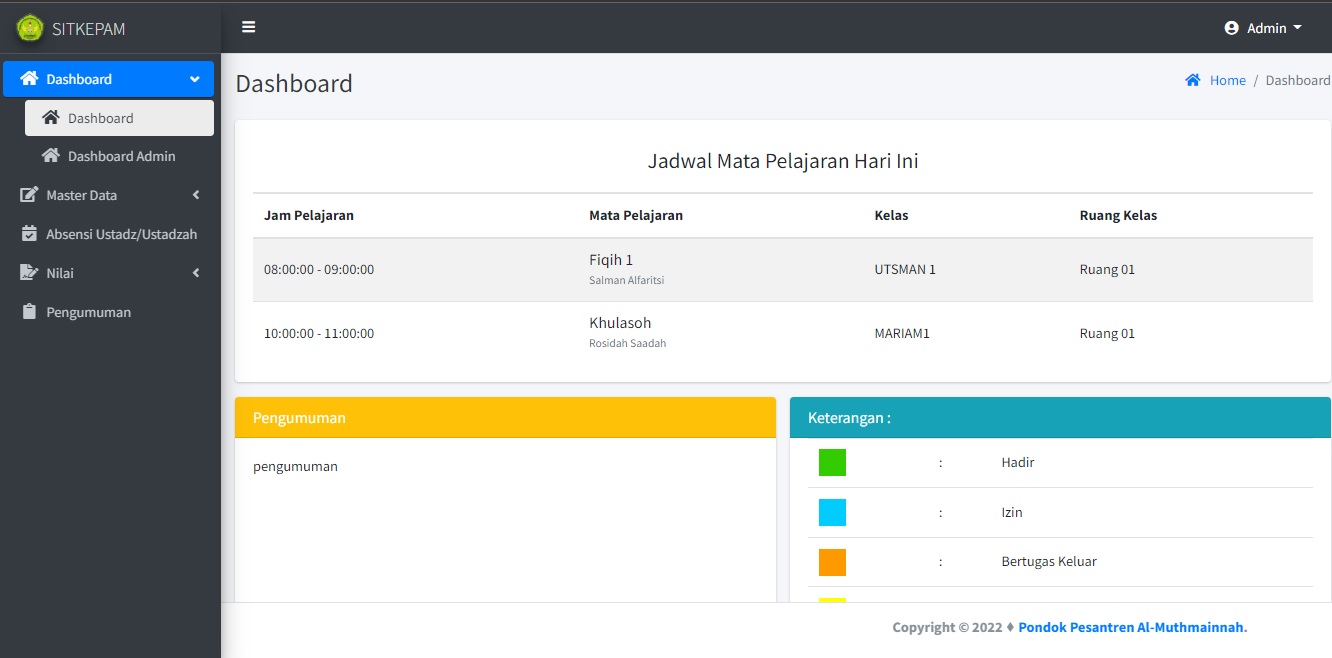 SITKEPAM
Admin
Dashboard
Dashboard
Dashboard Admin
Master Data
Absensi Ustadz/Ustadzah
Nilai
Pengumuman
Dashboard
Home / Dashboard
Jadwal Mata Pelajaran Hari Ini
Jam Pelajaran Mata Pelajaran Kelas Ruang Kelas
08:00:00 - 09:00:00 Fiqih 1 UTSMAN 1 Ruang 01
Salman Alfaritsi
10:00:00 - 11:00:00 Khulasoh MARIAM1 Ruang 01
Rosidah Saadah
Pengumuman
pengumuman
Keterangan :
: Hadir
: Izin
: Bertugas Keluar
Copyright © 2022 ♦ Pondok Pesantren Al-Muthmainnah.